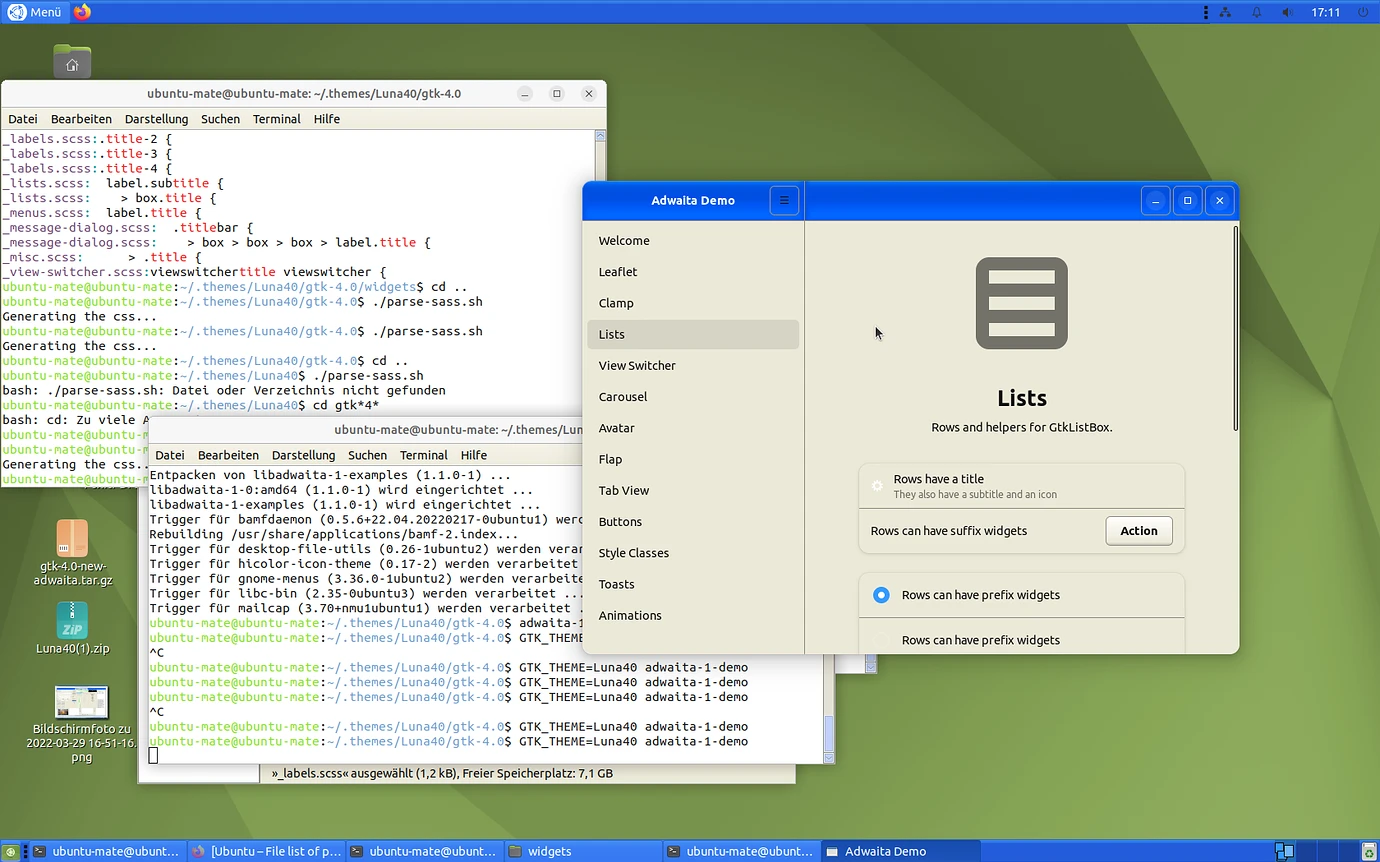 Menü
17:11
ubuntu-mate@ubuntu-mate: ~/.themes/Luna40/gtk-4.0
Datei Bearbeiten Darstellung Suchen Terminal Hilfe
_labels.scss:.title-2 {
_labels.scss:.title-3 {
_labels.scss:.title-4 {
_lists.scss:  label.subtitle {
_lists.scss:    > box.title {
_menus.scss:  label.title {
_message-dialog.scss:  .titlebar {
_message-dialog.scss:    > box > box > box > label.title {
_misc.scss:      > .title {
_view-switcher.scss:viewswitchertitle viewswitcher {
ubuntu-mate@ubuntu-mate:~/.themes/Luna40/gtk-4.0/widgets$ cd ..
ubuntu-mate@ubuntu-mate:~/.themes/Luna40/gtk-4.0$ ./parse-sass.sh
Generating the css...
ubuntu-mate@ubuntu-mate:~/.themes/Luna40/gtk-4.0$ ./parse-sass.sh
Generating the css...
ubuntu-mate@ubuntu-mate:~/.themes/Luna40/gtk-4.0$ cd ..
ubuntu-mate@ubuntu-mate:~/.themes/Luna40$ ./parse-sass.sh
bash: ./parse-sass.sh: Datei oder Verzeichnis nicht gefunden
ubuntu-mate@ubuntu-mate:~/.themes/Luna40$ cd gtk*4*
bash: cd: Zu viele
ubuntu-mate@ubuntu-mate
ubuntu-mate@ubuntu-mate
Generating the css..
ubuntu-mate@ubuntu-mate
ubuntu-mate@ubuntu-mate: ~/.themes/Lun
Datei Bearbeiten Darstellung Suchen Terminal Hilfe
Entpacken von libadwaita-1-examples (1.1.0-1) ...
libadwaita-1-0:amd64 (1.1.0-1) wird eingerichtet ...
libadwaita-1-examples (1.1.0-1) wird eingerichtet ...
Trigger für bamfdaemon (0.5.6+22.04.20220217-0ubuntu1) werd
Rebuilding /usr/share/applications/bamf-2.index...
Trigger für desktop-file-utils (0.26-1ubuntu2) werden verar
Trigger für hicolor-icon-theme (0.17-2) werden verarbeitet
Trigger für gnome-menus (3.36.0-1ubuntu2) werden verarbeite
Trigger für libc-bin (2.35-0ubuntu3) werden verarbeitet ...
Trigger für mailcap (3.70+nmu1ubuntu1) werden verarbeitet .
ubuntu-mate@ubuntu-mate:~/.themes/Luna40/gtk-4.0$ adwaita-1
ubuntu-mate@ubuntu-mate:~/.themes/Luna40/gtk-4.0$ GTK_THEME
^C
ubuntu-mate@ubuntu-mate:~/.themes/Luna40/gtk-4.0$ GTK_THEME=Luna40 adwaita-1-demo
ubuntu-mate@ubuntu-mate:~/.themes/Luna40/gtk-4.0$ GTK_THEME=Luna40 adwaita-1-demo
ubuntu-mate@ubuntu-mate:~/.themes/Luna40/gtk-4.0$ GTK_THEME=Luna40 adwaita-1-demo
^C
ubuntu-mate@ubuntu-mate:~/.themes/Luna40/gtk-4.0$ GTK_THEME=Luna40 adwaita-1-demo
ubuntu-mate@ubuntu-mate:~/.themes/Luna40/gtk-4.0$ GTK_THEME=Luna40 adwaita-1-demo
»_labels.scss« ausgewählt (1,2 kB), Freier Speicherplatz: 7,1 GB
Adwaita Demo
Welcome
Leaflet
Clamp
Lists
View Switcher
Carousel
Avatar
Flap
Tab View
Buttons
Style Classes
Toasts
Animations
Lists
Rows and helpers for GtkListBox.
Rows have a title
They also have a subtitle and an icon
Rows can have suffix widgets
Action
Rows can have prefix widgets
Rows can have prefix widgets
gtk-4.0-new-
adwaita.tar.gz
ZIP
Luna40(1).zip
Bildschirmfoto zu
2022-03-29 16-51-16.
png
ubuntu-mate@ubunt...
[Ubuntu – File list of p...
ubuntu-mate@ubunt...
widgets
ubuntu-mate@ubunt...
Adwaita Demo